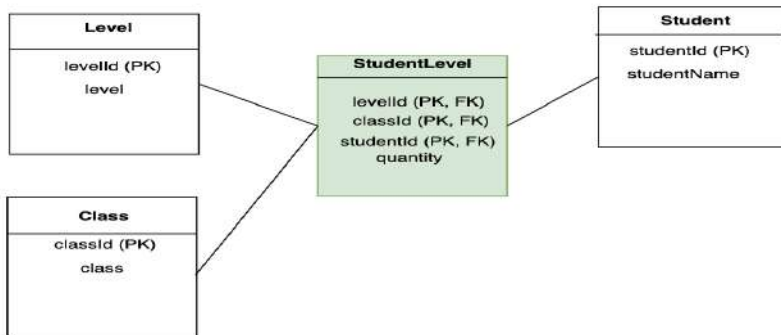 Level
levelId (PK)
level
StudentLevel
levelId (PK, FK)
classId (PK, FK)
studentId (PK, FK)
quantity
Student
studentId (PK)
studentName
Class
classId (PK)
class